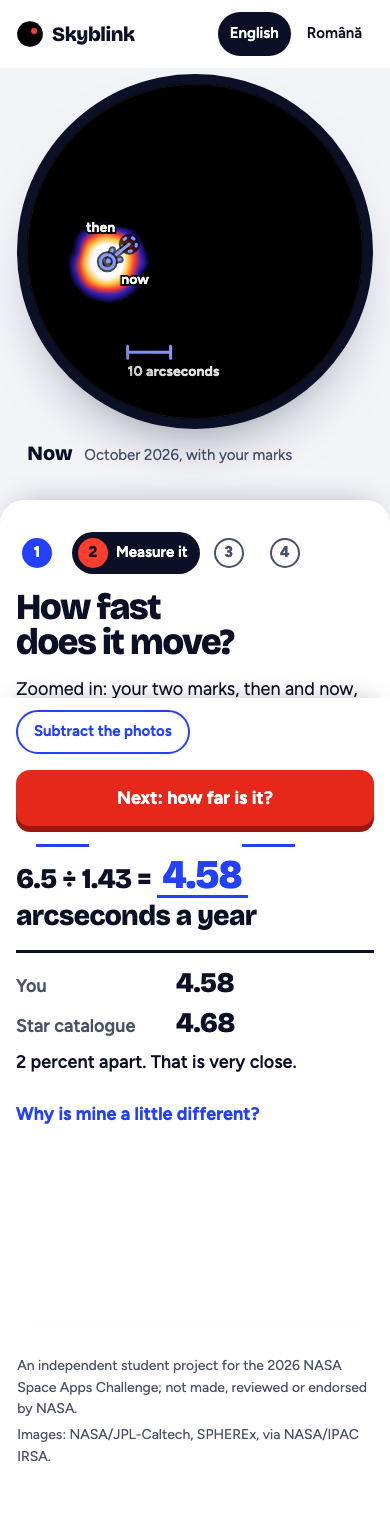 Skyblink
English
Română
then
now
10 arcseconds
Now October 2026, with your marks
1
2 Measure it
3
4
How fast
does it move?
Zoomed in: your two marks, then and now,
Subtract the photos
Next: how far is it?
6.5 ÷ 1.43 = 4.58
arcseconds a year
You 4.58
Star catalogue 4.68
2 percent apart. That is very close.
Why is mine a little different?
An independent student project for the 2026 NASA
Space Apps Challenge; not made, reviewed or endorsed
by NASA.
Images: NASA/JPL-Caltech, SPHEREx, via NASA/IPAC
IRSA.